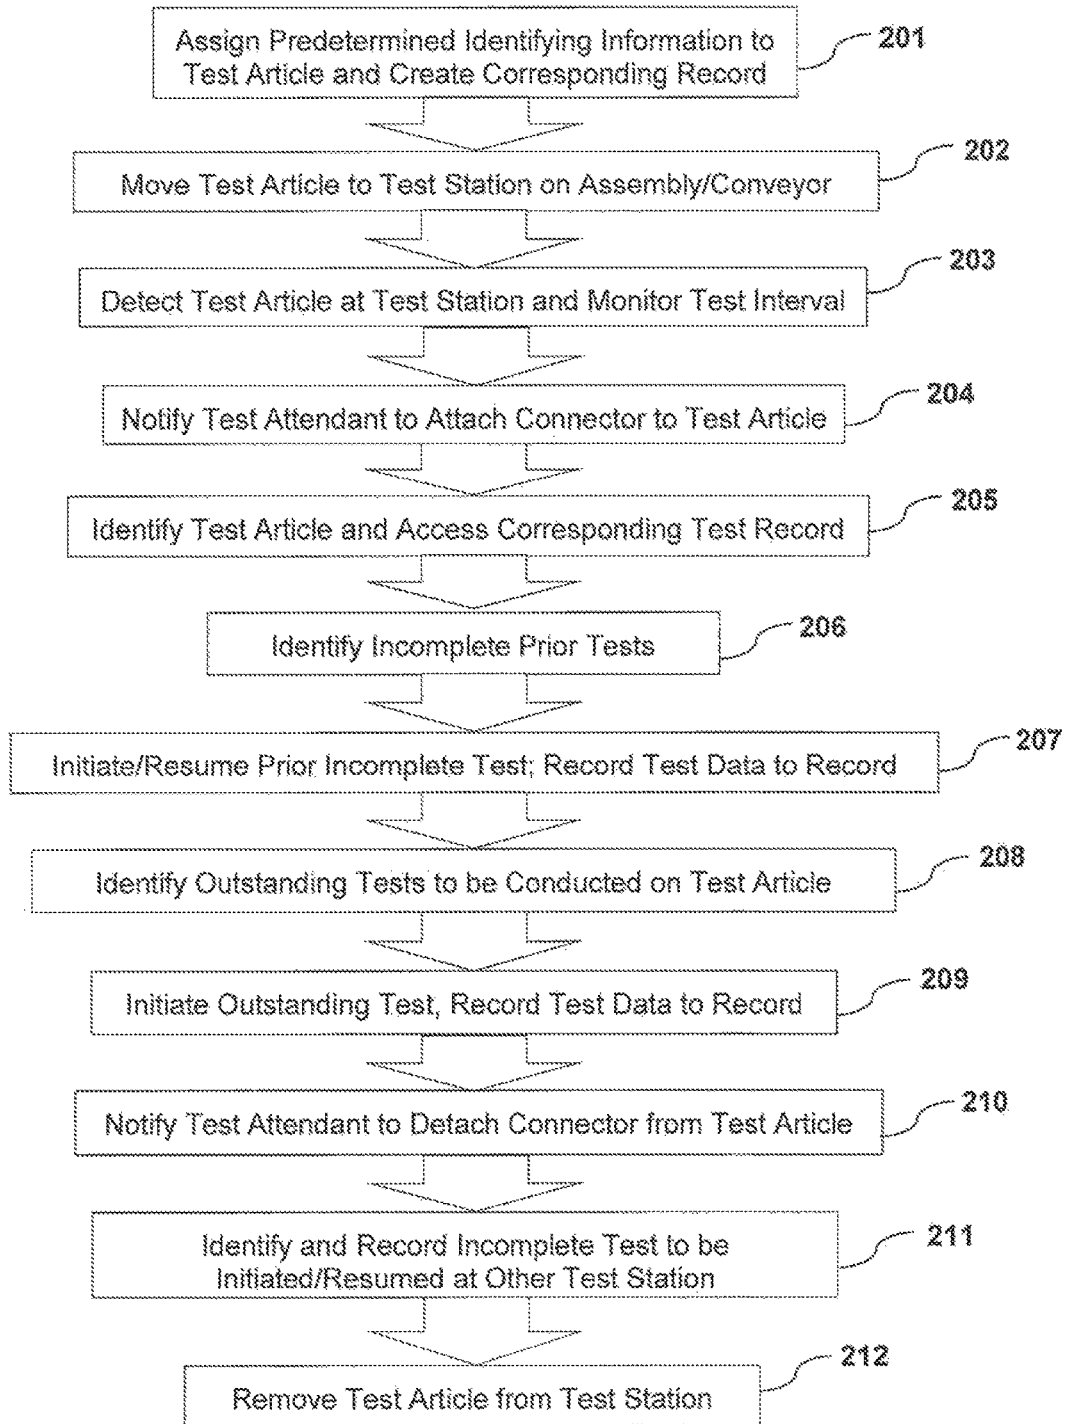 Assign Predetermined Identifying Information to
Test Article and Create Corresponding Record
201
Move Test Article to Test Station on Assembly/Conveyor
202
Detect Test Article at Test Station and Monitor Test Interval
203
Notify Test Attendant to Attach Connector to Test Article
204
Identify Test Article and Access Corresponding Test Record
205
Identify Incomplete Prior Tests
206
Initiate/Resume Prior Incomplete Test; Record Test Data to Record
207
Identify Outstanding Tests to be Conducted on Test Article
208
Initiate Outstanding Test, Record Test Data to Record
209
Notify Test Attendant to Detach Connector from Test Article
210
Identify and Record Incomplete Test to be
Initiated/Resumed at Other Test Station
211
Remove Test Article from Test Station
212